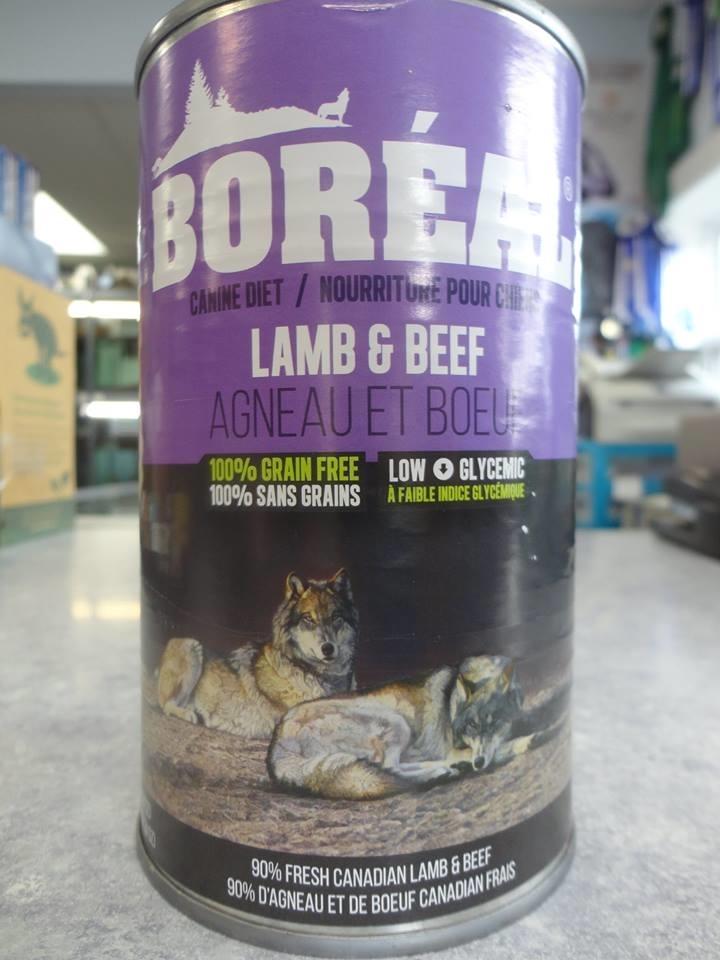 BORÉAL®
CANINE DIET / NOURRITURE POUR CHIENS
LAMB & BEEF
AGNEAU ET BOEUF
100% GRAIN FREE
100% SANS GRAINS
LOW GLYCEMIC
À FAIBLE INDICE GLYCÉMIQUE
90% FRESH CANADIAN LAMB & BEEF
90% D'AGNEAU ET DE BOEUF CANADIAN FRAIS